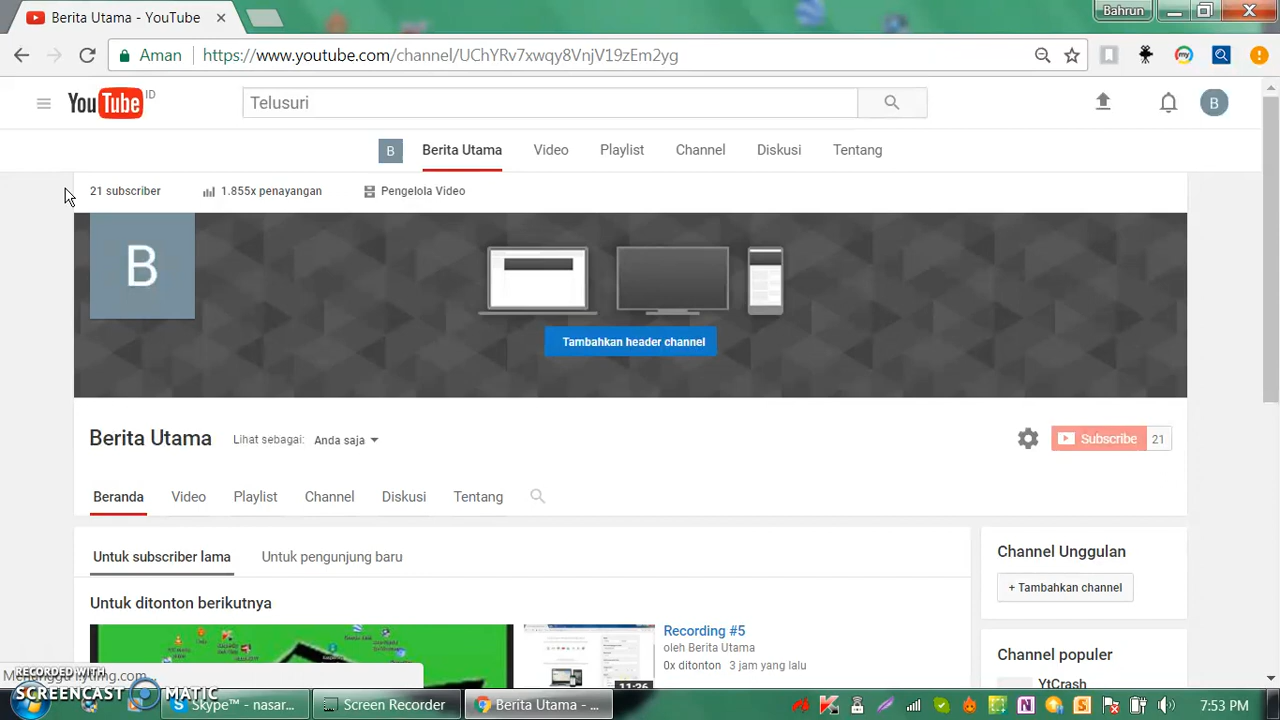 Berita Utama - YouTube
Bahrun
Aman
https://www.youtube.com/channel/UChYRv7xwqy8VnjV19zEm2yg
my
YouTube ID
Telusuri
B
B
Berita Utama
Video
Playlist
Channel
Diskusi
Tentang
21 subscriber
1.855x penayangan
Pengelola Video
B
Tambahkan header channel
Berita Utama
Lihat sebagai:
Anda saja
Subscribe
21
Beranda
Video
Playlist
Channel
Diskusi
Tentang
Untuk subscriber lama
Untuk pengunjung baru
Channel Unggulan
+ Tambahkan channel
Untuk ditonton berikutnya
Recording #5
oleh Berita Utama
0x ditonton
3 jam yang lalu
11:36
Channel populer
YtCrash
RECORDED WITH
SCREENCAST MATIC
Skype™ - nasar...
Screen Recorder
Berita Utama - ...
7:53 PM